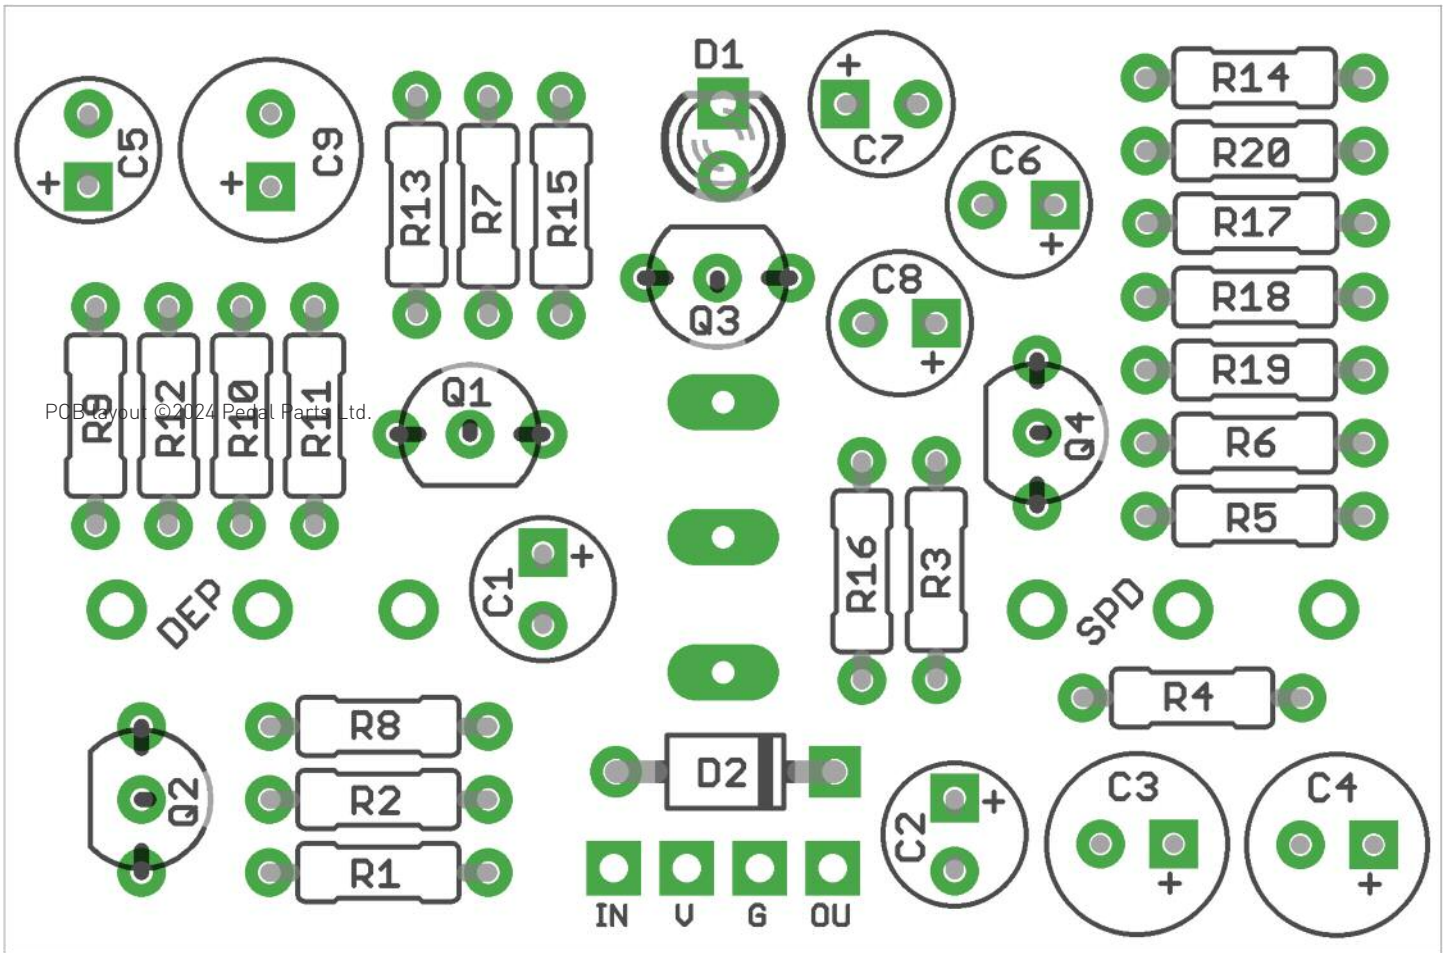 D1
+
C7
R14
C5
+
C9
+
R13
R7
R15
C6
+
R20
R17
Q3
C8
+
R18
R9
R12
R10
R11
PCB layout ©2024 Pedal Parts Ltd.
Q1
Q4
R19
R6
R5
C1
+
R16
R3
DEP
SPD
R4
R8
Q2
R2
R1
D2
C2
+
C3
+
C4
+
IN
V
G
OU